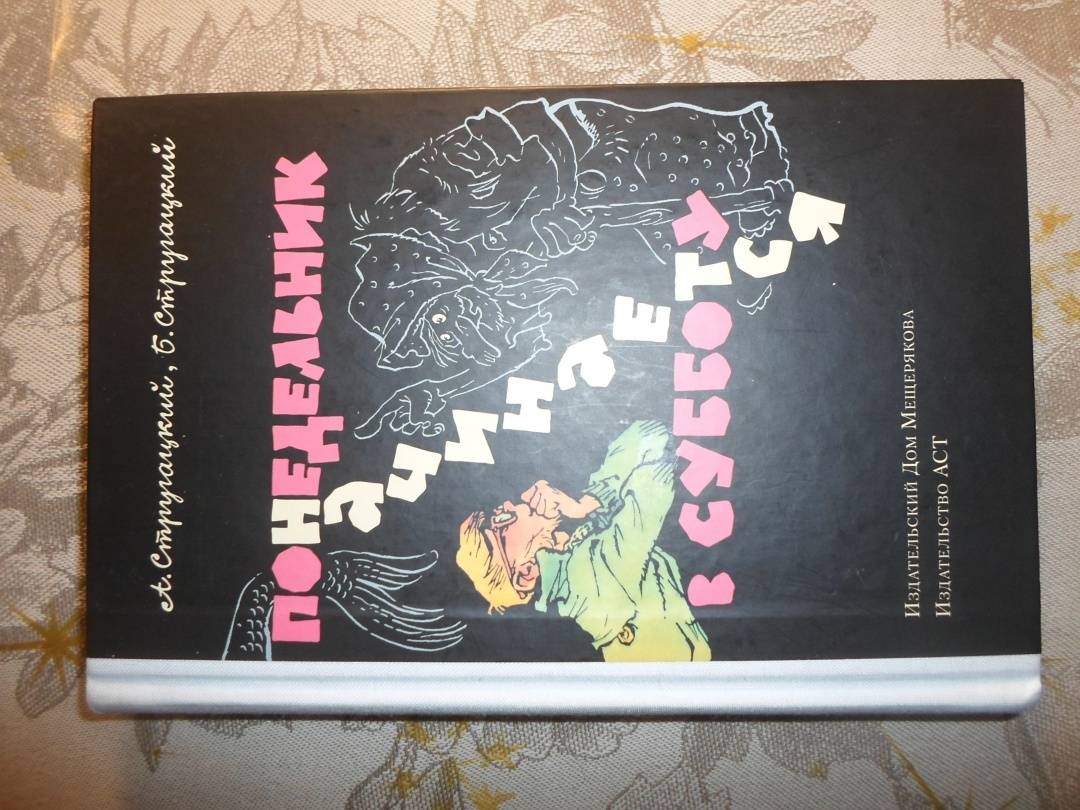 А. Стругацкий, Б. Стругацкий
ПОНЕДЕЛЬНИК
НАЧИНАЕТСЯ
В СУББОТУ
Издательский Дом Мещерякова
Издательство АСТ